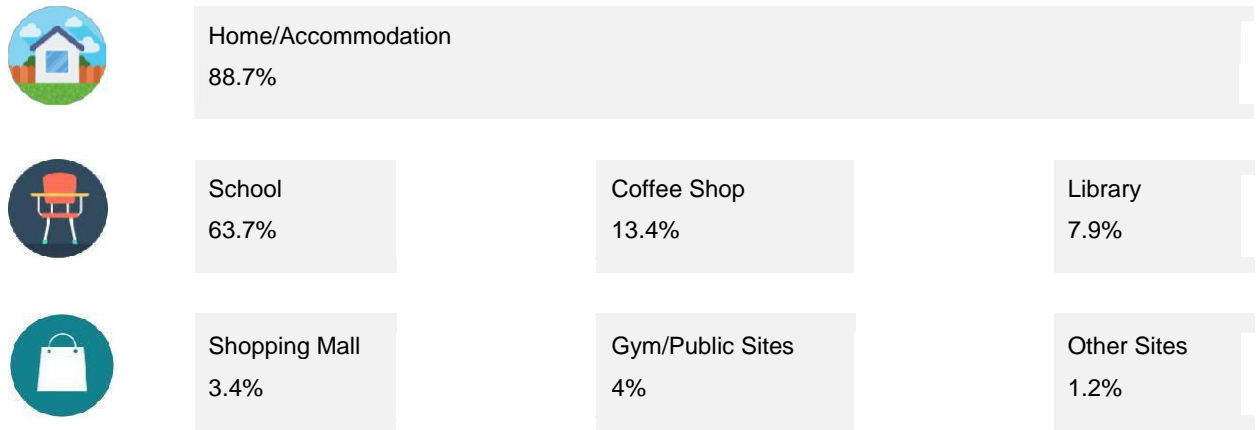 Home/Accommodation
88.7%
School
63.7%
Coffee Shop
13.4%
Library
7.9%
Shopping Mall
3.4%
Gym/Public Sites
4%
Other Sites
1.2%